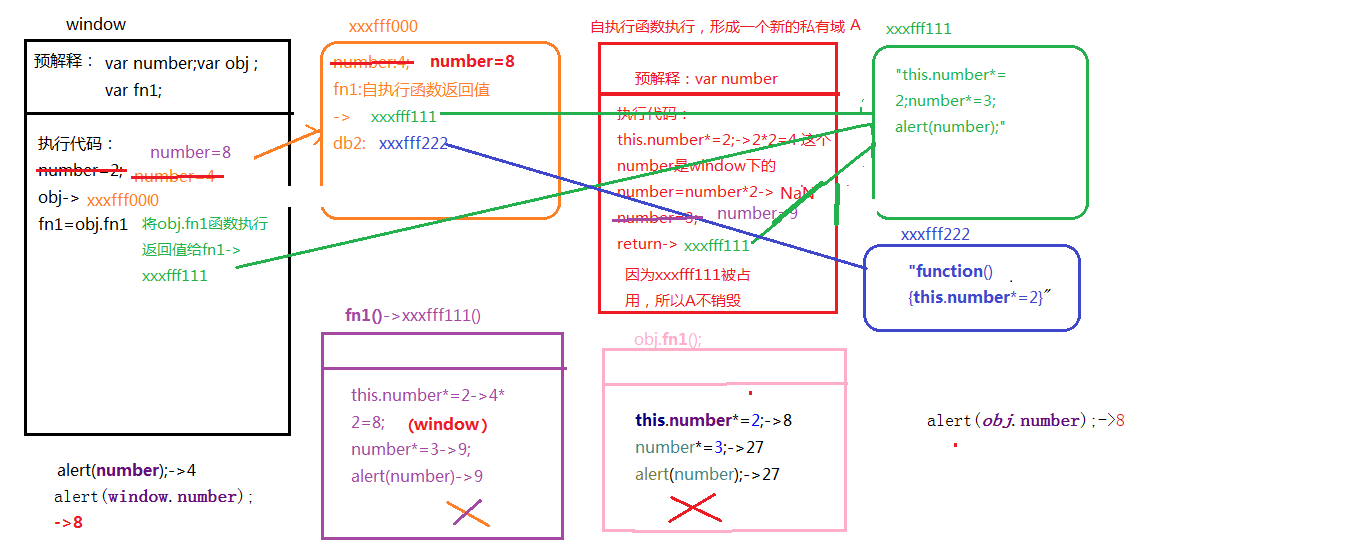 window
预解释： var number;var obj ;
var fn1;
执行代码：
number=8
number=2; number=4
obj-> xxxfff000
fn1=obj.fn1 将obj.fn1函数执行
返回值给fn1->
xxxfff111
alert(number);->4
alert(window.number);
->8
xxxfff000
number:4; number=8
fn1:自执行函数返回值
-> xxxfff111
db2: xxxfff222
自执行函数执行，形成一个新的私有域 A
预解释：var number
执行代码：
this.number*=2;->2*2=4 这个
number是window下的
number=number*2-> NaN
number=3; number=9
return-> xxxfff111
因为xxxfff111被占
用，所以A不销毁
xxxfff111
"this.number*=
2;number*=3;
alert(number);"
xxxfff222
"function()
{this.number*=2}"
fn1()->xxxfff111()
this.number*=2->4*
2=8; （window）
number*=3->9;
alert(number)->9
obj.fn1();
this.number*=2;->8
number*=3;->27
alert(number);->27
alert(obj.number);->8